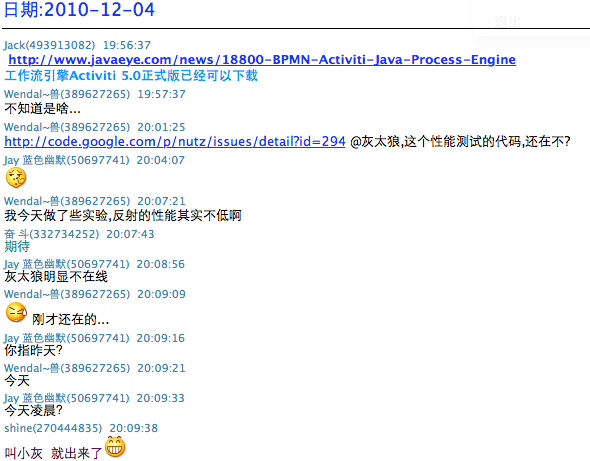 日期:2010-12-04
退出
Jack(493913082) 19:56:37
http://www.javaeye.com/news/18800-BPMN-Activiti-Java-Process-Engine
工作流引擎Activiti 5.0正式版已经可以下载
Wendal~兽(389627265) 19:57:37
不知道是啥...
Wendal~兽(389627265) 20:01:25
http://code.google.com/p/nutz/issues/detail?id=294 @灰太狼,这个性能测试的代码,还在不?
Jay 蓝色幽默(50697741) 20:04:07
Wendal~兽(389627265) 20:07:21
我今天做了些实验,反射的性能其实不低啊
奋 斗(332734252) 20:07:43
期待
Jay 蓝色幽默(50697741) 20:08:56
灰太狼明显不在线
Wendal~兽(389627265) 20:09:09
刚才还在的...
Jay 蓝色幽默(50697741) 20:09:16
你指昨天?
Wendal~兽(389627265) 20:09:21
今天
Jay 蓝色幽默(50697741) 20:09:33
今天凌晨?
shìne(270444835) 20:09:38
叫小灰 就出来了